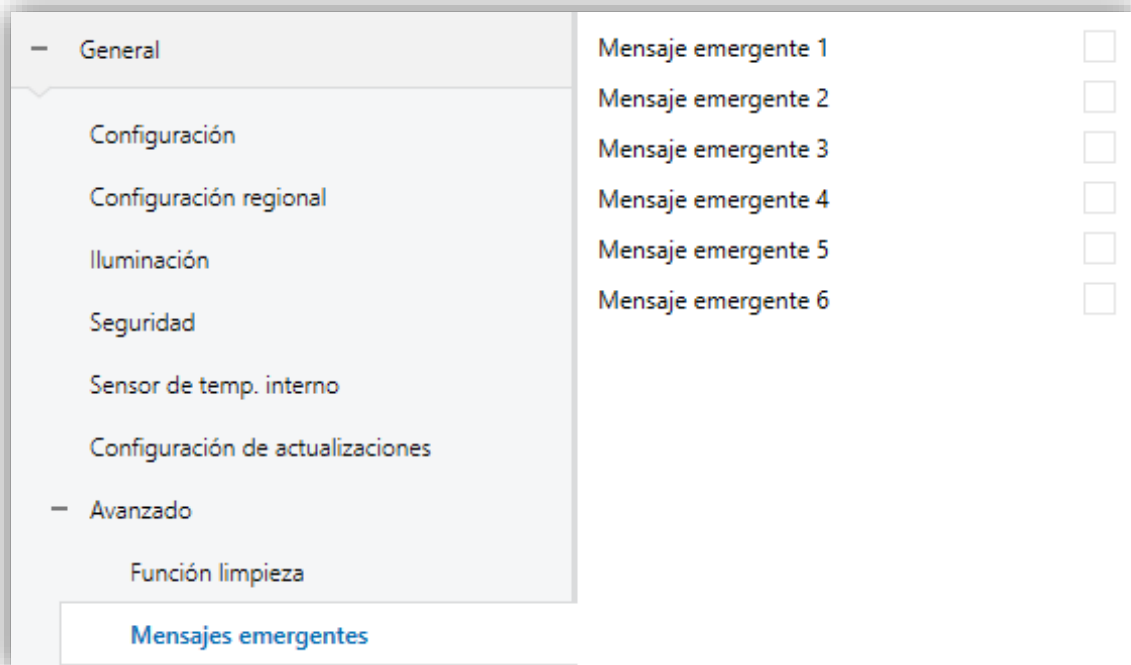 General
Configuración
Configuración regional
Iluminación
Seguridad
Sensor de temp. interno
Configuración de actualizaciones
Avanzado
Función limpieza
Mensajes emergentes
Mensaje emergente 1
Mensaje emergente 2
Mensaje emergente 3
Mensaje emergente 4
Mensaje emergente 5
Mensaje emergente 6